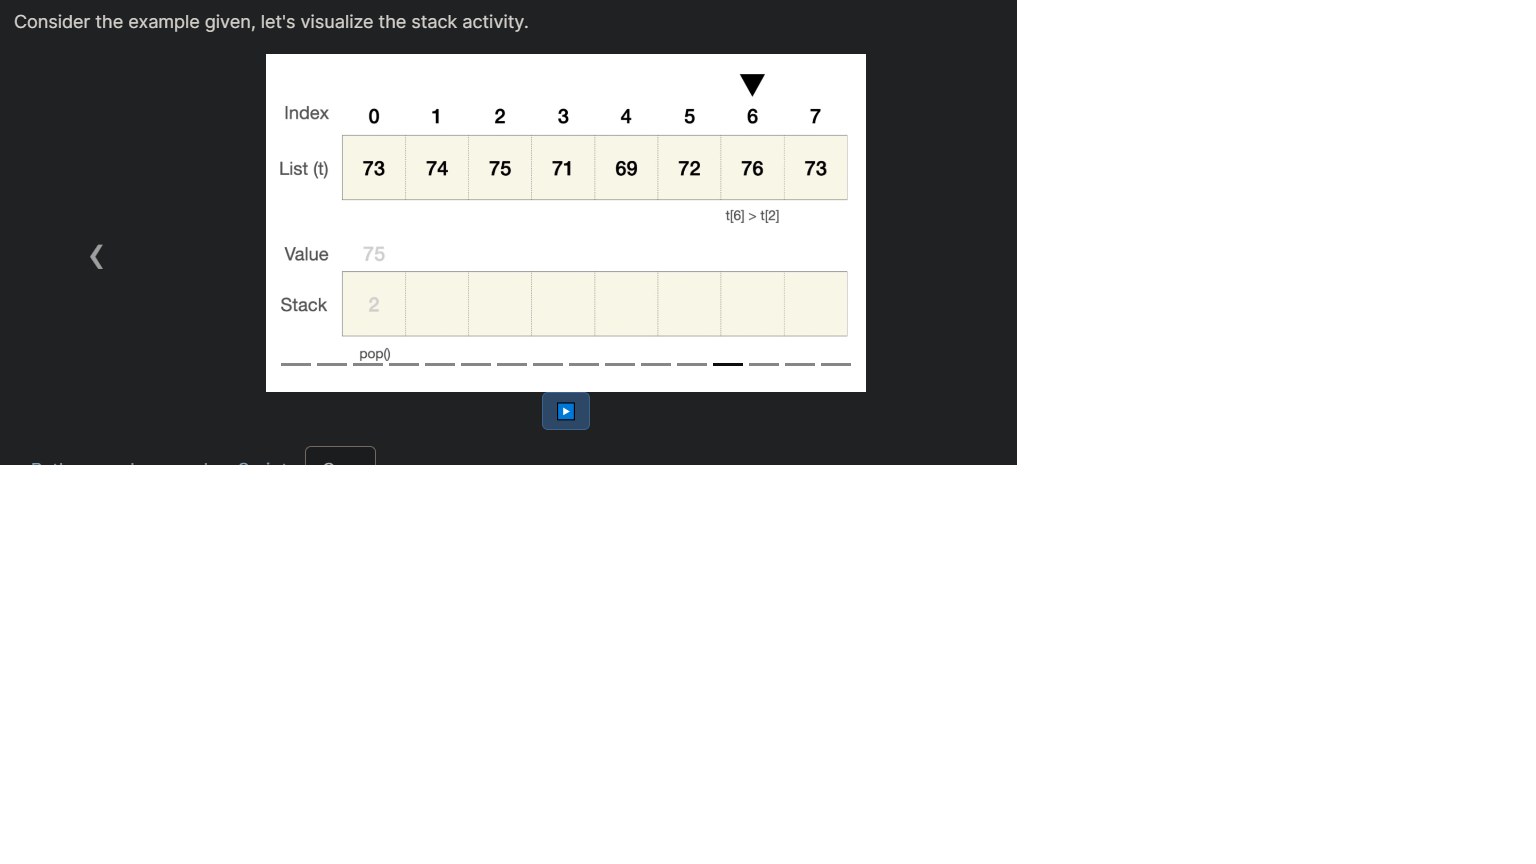 Consider the example given, let's visualize the stack activity.
Index 0 1 2 3 4 5 6 7
List (t) 73 74 75 71 69 72 76 73
t[6] > t[2]
Value 75
Stack 2
pop()